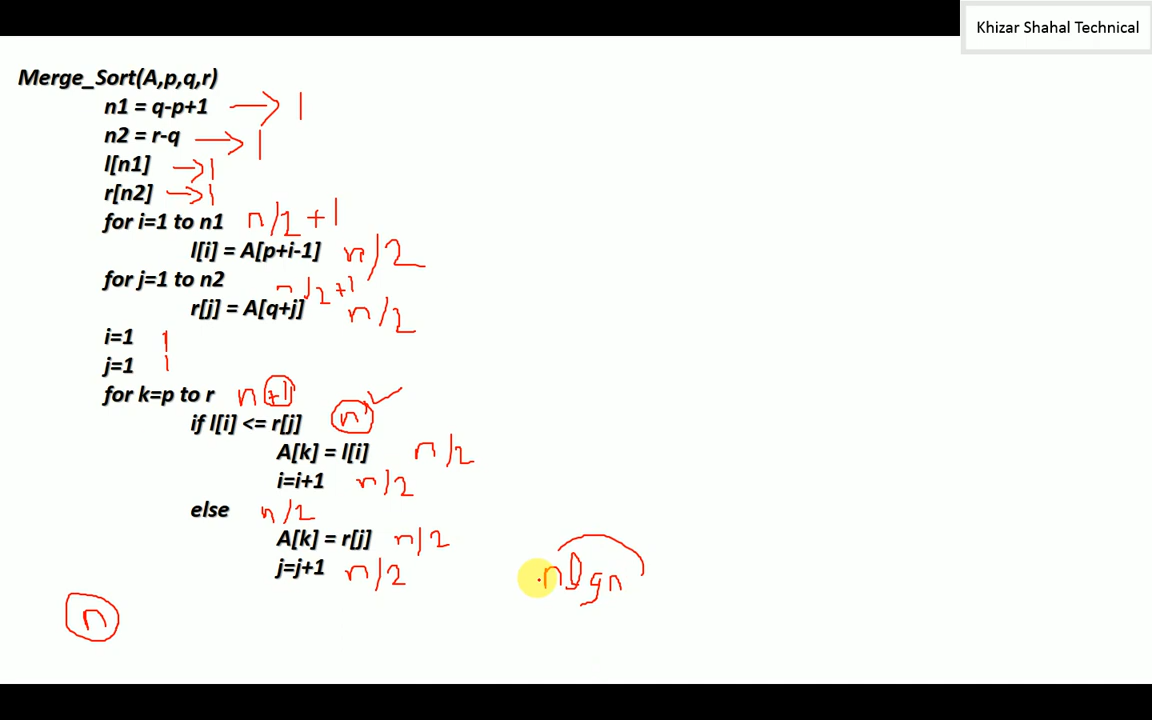 Khizar Shahal Technical
Merge_Sort(A,p,q,r)
n1 = q-p+1 → 1
n2 = r-q → 1
l[n1] → 1
r[n2] → 1
for i=1 to n1 n/2 +1
l[i] = A[p+i-1] n/2
for j=1 to n2 n/2 +1
r[j] = A[q+j] n/2
i=1 1
j=1 1
for k=p to r n +1
if l[i] <= r[j] n
A[k] = l[i] n/2
i=i+1 n/2
else n/2
A[k] = r[j] n/2
j=j+1 n/2
nlgn
n